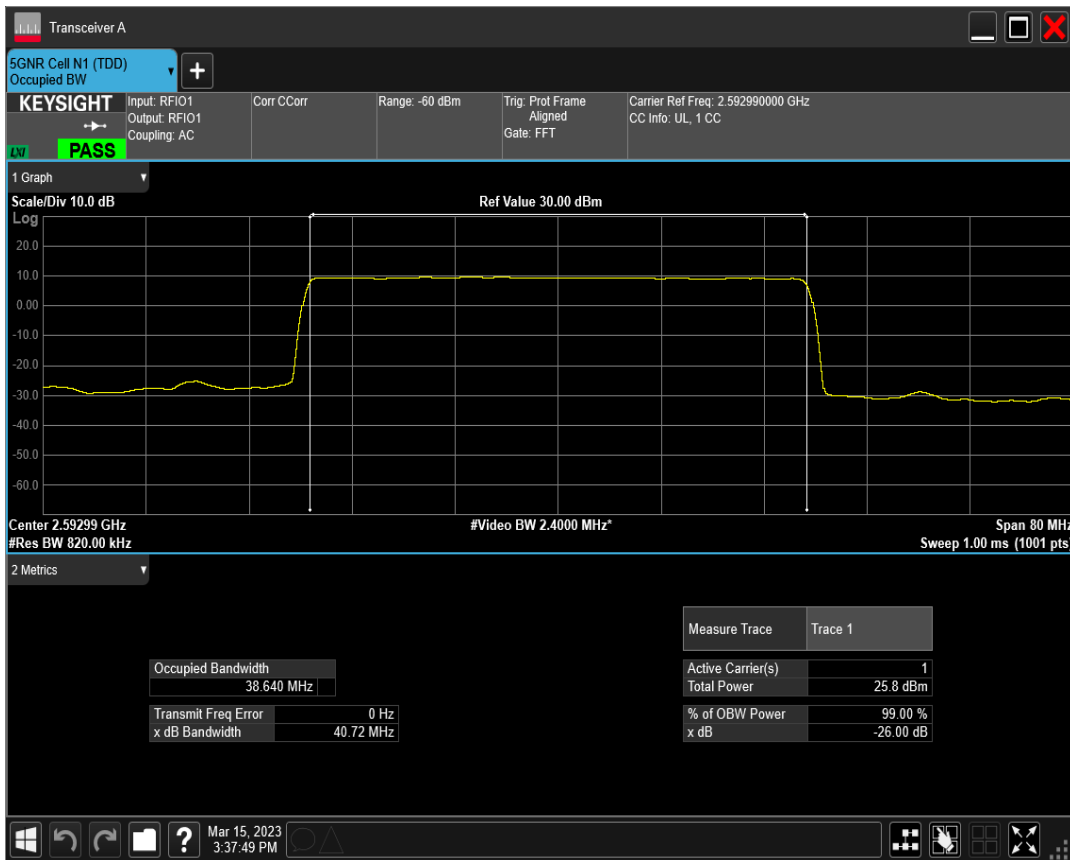 Transceiver A
5GNR Cell N1 (TDD)
Occupied BW
KEYSIGHT
LXI
PASS
Input: RFIO1
Output: RFIO1
Coupling: AC
Corr CCorr
Range: -60 dBm
Trig: Prot Frame
Aligned
Gate: FFT
Carrier Ref Freq: 2.592990000 GHz
CC Info: UL, 1 CC
1 Graph
Scale/Div 10.0 dB
Ref Value 30.00 dBm
Log
20.0
10.0
0.00
-10.0
-20.0
-30.0
-40.0
-50.0
-60.0
Center 2.59299 GHz
#Video BW 2.4000 MHz*
Span 80 MHz
#Res BW 820.00 kHz
Sweep 1.00 ms (1001 pts)
2 Metrics
Measure Trace Trace 1
Occupied Bandwidth
38.640 MHz
Active Carrier(s) 1
Total Power 25.8 dBm
Transmit Freq Error 0 Hz
x dB Bandwidth 40.72 MHz
% of OBW Power 99.00 %
x dB -26.00 dB
?
Mar 15, 2023
3:37:49 PM